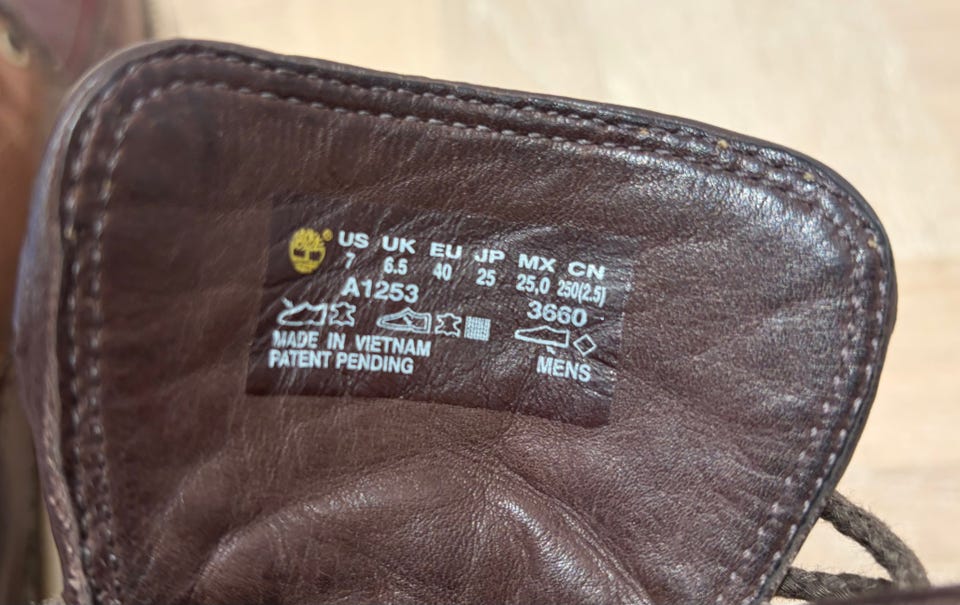 ®
US UK EU JP MX CN
7 6.5 40 25 25,0 250(2.5)
A1253 3660
MADE IN VIETNAM
PATENT PENDING MENS